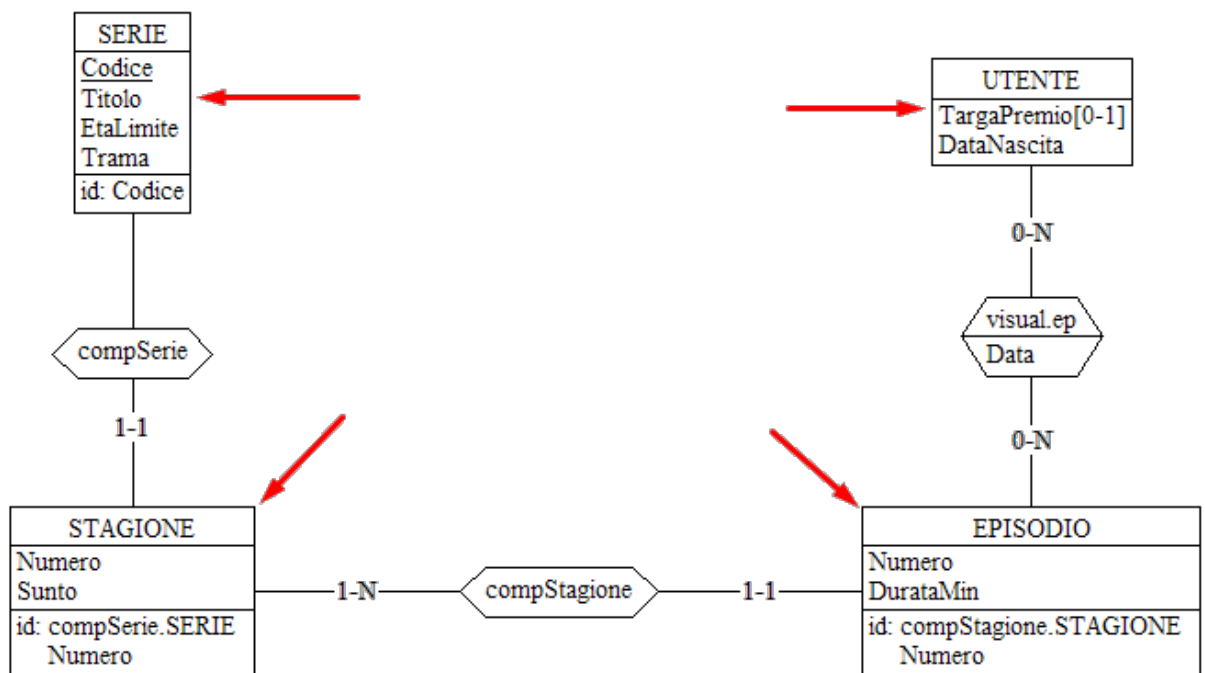 SERIE
Codice
Titolo
EtaLimite
Trama
id: Codice
UTENTE
TargaPremio[0-1]
DataNascita
0-N
visual.ep
Data
0-N
compSerie
1-1
STAGIONE
Numero
Sunto
id: compSerie.SERIE
Numero
1-N
compStagione
1-1
EPISODIO
Numero
DurataMin
id: compStagione.STAGIONE
Numero